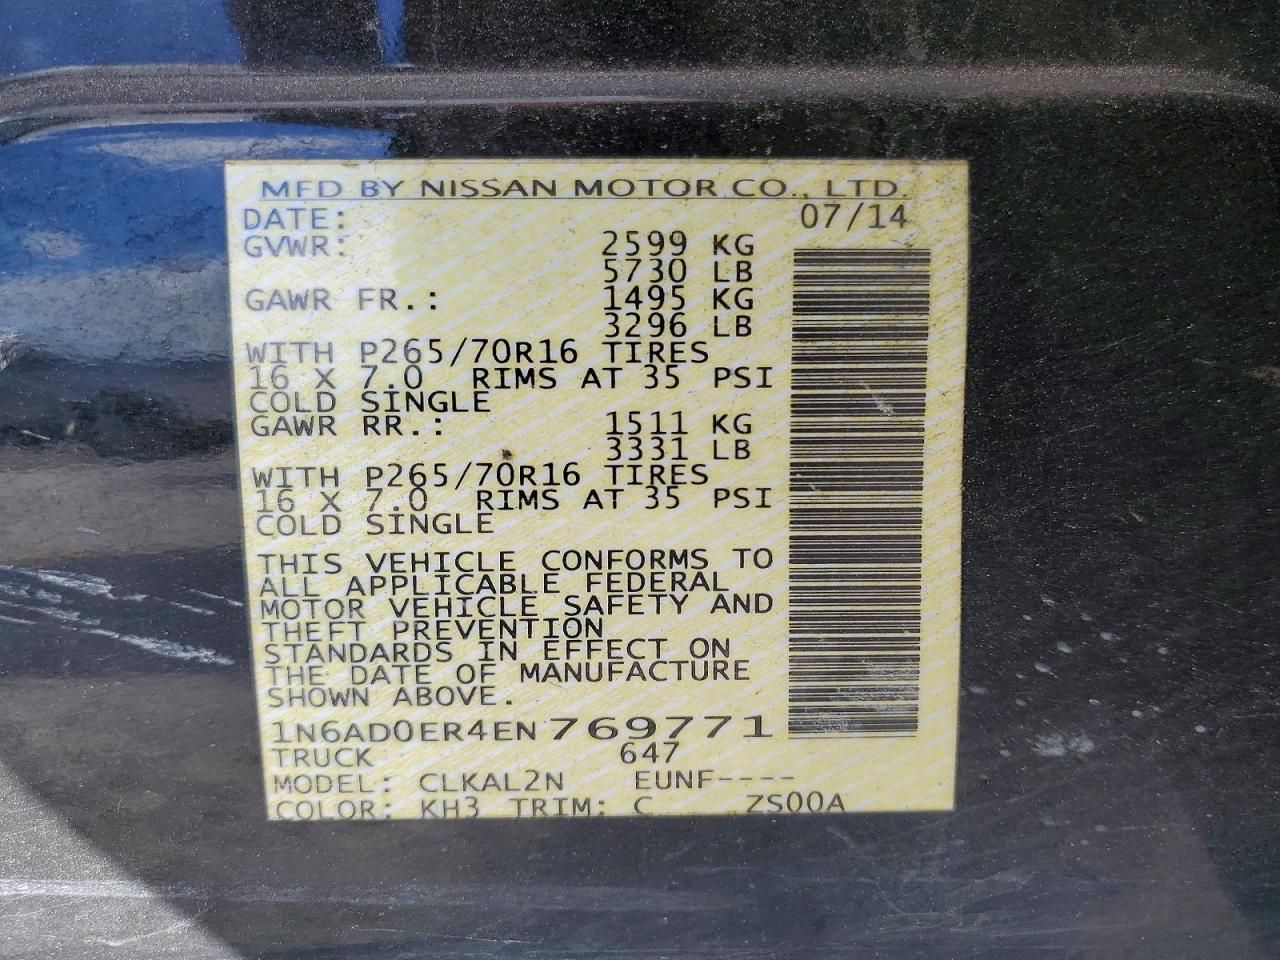 MFD BY NISSAN MOTOR CO., LTD.
DATE: 07/14
GVWR: 2599 KG
5730 LB
GAWR FR.: 1495 KG
3296 LB
WITH P265/70R16 TIRES
16 X 7.0 RIMS AT 35 PSI
COLD SINGLE
GAWR RR.: 1511 KG
3331 LB
WITH P265/70R16 TIRES
16 X 7.0 RIMS AT 35 PSI
COLD SINGLE
THIS VEHICLE CONFORMS TO
ALL APPLICABLE FEDERAL
MOTOR VEHICLE SAFETY AND
THEFT PREVENTION
STANDARDS IN EFFECT ON
THE DATE OF MANUFACTURE
SHOWN ABOVE.
1N6AD0ER4EN769771
TRUCK 647
MODEL: CLKAL2N EUNF----
COLOR: KH3 TRIM: C ZS00A